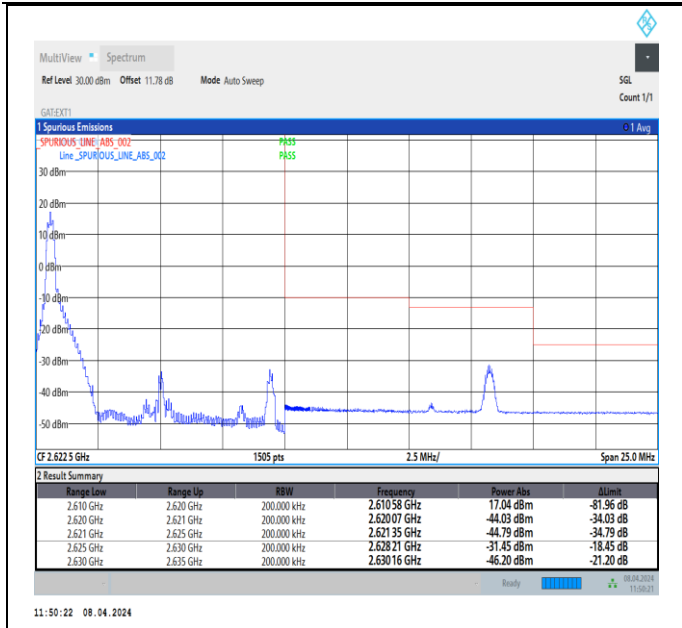 MultiView Spectrum
Ref Level 30.00 dBm Offset 11.78 dB Mode Auto Sweep SGL
Count 1/1
GAT:EXT1
1 Spurious Emissions 1 Avg
_SPURIOUS_LINE_ABS_002 PASS
Line _SPURIOUS_LINE_ABS_002 PASS
30 dBm
20 dBm
10 dBm
0 dBm
-10 dBm
-20 dBm
-30 dBm
-40 dBm
-50 dBm
CF 2.622 5 GHz 1505 pts 2.5 MHz/ Span 25.0 MHz
2 Result Summary
Range Low Range Up RBW Frequency Power Abs ΔLimit
2.610 GHz 2.620 GHz 200.000 kHz 2.610 58 GHz 17.04 dBm -81.96 dB
2.620 GHz 2.621 GHz 200.000 kHz 2.620 07 GHz -44.03 dBm -34.03 dB
2.621 GHz 2.625 GHz 200.000 kHz 2.621 35 GHz -44.79 dBm -34.79 dB
2.625 GHz 2.630 GHz 200.000 kHz 2.628 21 GHz -31.45 dBm -18.45 dB
2.630 GHz 2.635 GHz 200.000 kHz 2.630 16 GHz -46.20 dBm -21.20 dB
Ready 08.04.2024
11:50:21
11:50:22 08.04.2024